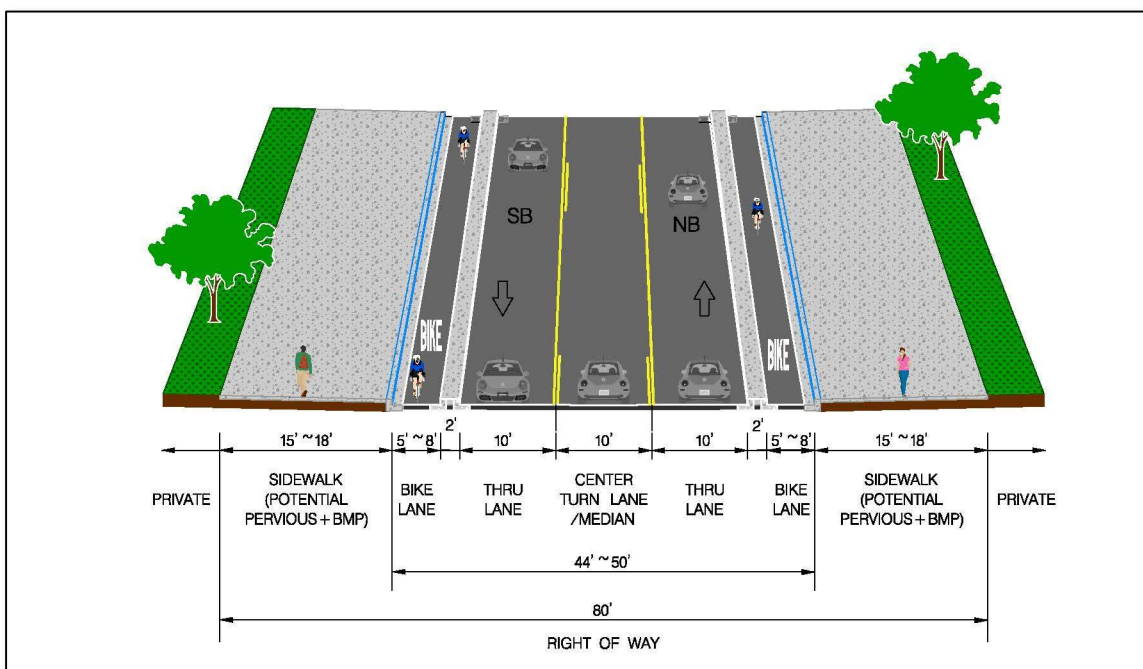 SB
NB
BIKE
BIKE
2'
2'
15' ~ 18'
5' ~ 8'
10'
10'
10'
5' ~ 8'
15' ~ 18'
PRIVATE
SIDEWALK
(POTENTIAL
PERVIOUS+BMP)
BIKE
LANE
THRU
LANE
CENTER
TURN LANE
/MEDIAN
THRU
LANE
BIKE
LANE
SIDEWALK
(POTENTIAL
PERVIOUS+BMP)
PRIVATE
44' ~ 50'
80'
RIGHT OF WAY